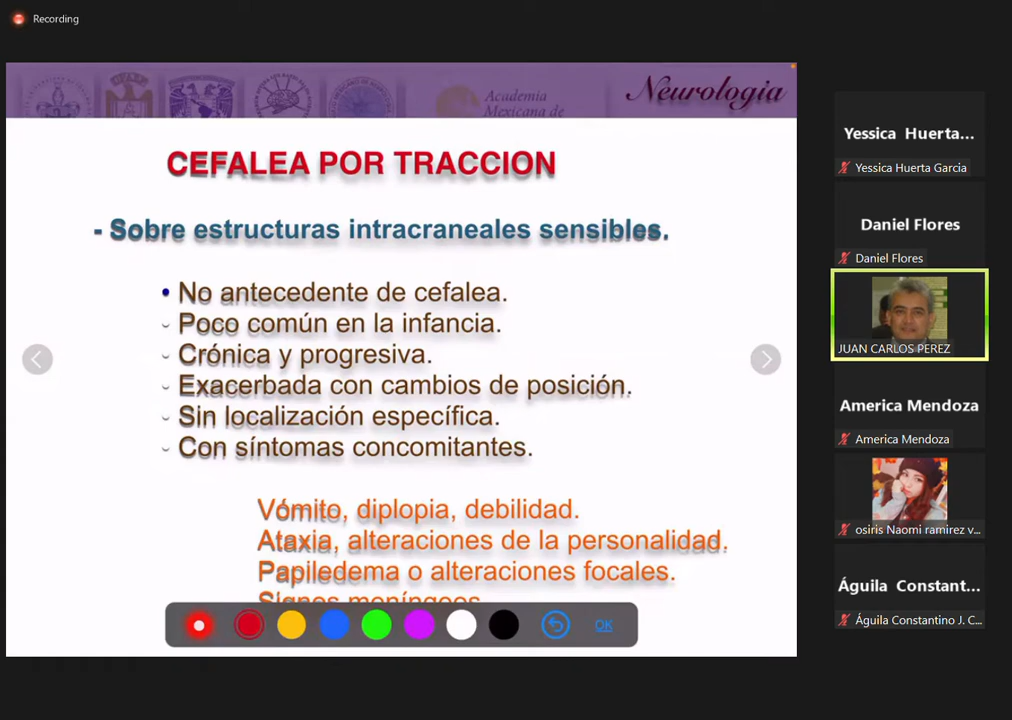 Recording
Academia
Mexicana de
Neurologia
CEFALEA POR TRACCION
- Sobre estructuras intracraneales sensibles.
• No antecedente de cefalea.
- Poco común en la infancia.
- Crónica y progresiva.
- Exacerbada con cambios de posición.
- Sin localización específica.
- Con síntomas concomitantes.
Vómito, diplopia, debilidad.
Ataxia, alteraciones de la personalidad.
Papiledema o alteraciones focales.
Signos meníngeos
OK
Yessica Huerta...
Yessica Huerta Garcia
Daniel Flores
Daniel Flores
JUAN CARLOS PEREZ
America Mendoza
America Mendoza
osiris Naomi ramirez v...
Águila Constant...
Águila Constantino J. C...